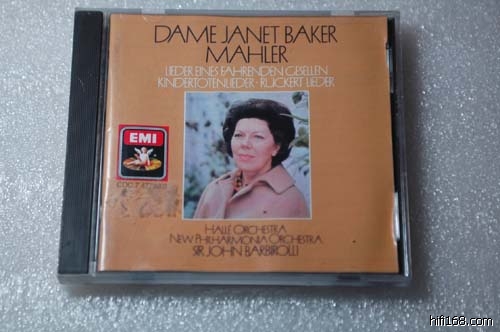 DAME JANET BAKER
MAHLER
LIEDER EINES FAHRENDEN GESELLEN
KINDERTOTENLIEDER · RÜCKERT LIEDER
EMI
HALLÉ ORCHESTRA
NEW PHILHARMONIA ORCHESTRA
SIR JOHN BARBIROLLI
hifi168.com